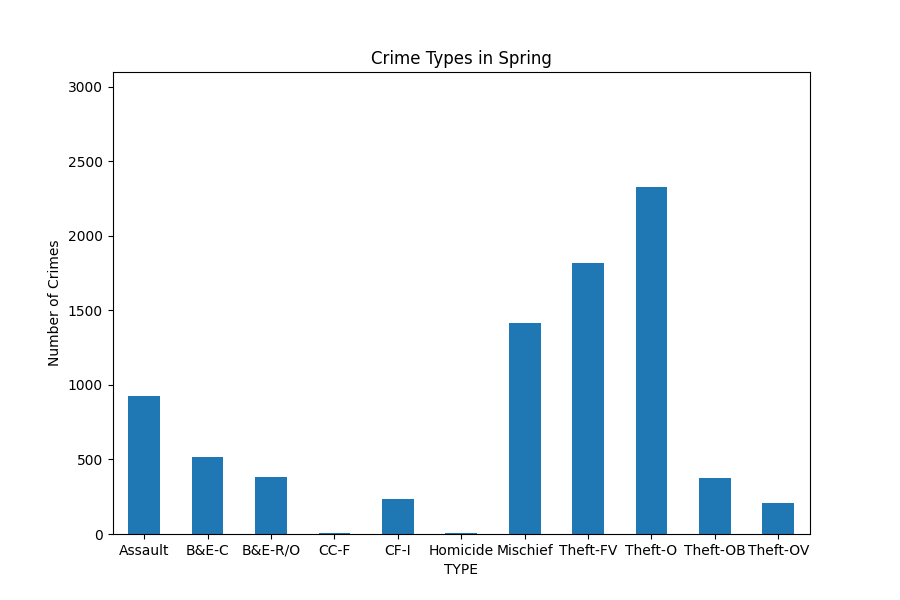 Crime Types in Spring
Number of Crimes
3000
2500
2000
1500
1000
500
0
Assault B&E-C B&E-R/O CC-F CF-I Homicide Mischief Theft-FV Theft-O Theft-OB Theft-OV
TYPE